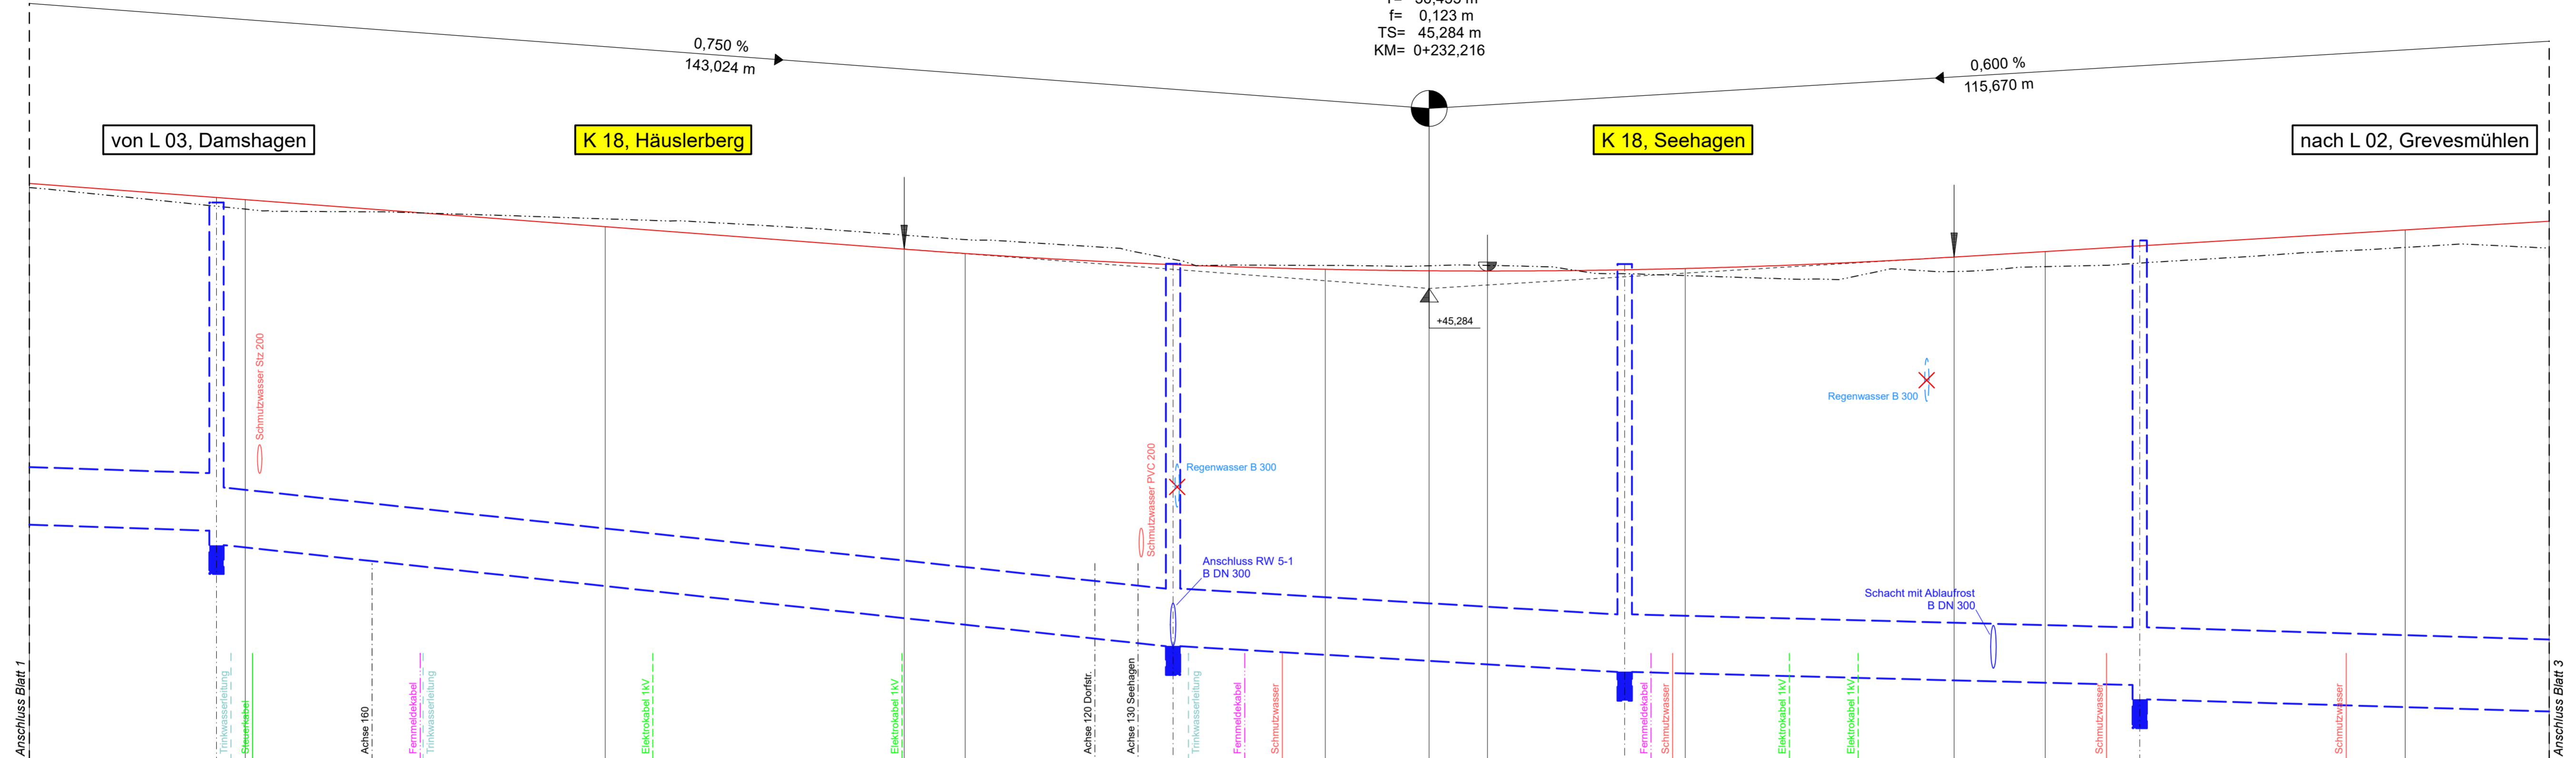 f= 0,123 m
TS= 45,284 m
KM= 0+232,216
0,750 %
143,024 m
0,600 %
115,670 m
von L 03, Damshagen
K 18, Häuslerberg
K 18, Seehagen
nach L 02, Grevesmühlen
+45,284
Schmutzwasser Stz 200
Schmutzwasser PVC 200
Regenwasser B 300
Regenwasser B 300
Anschluss RW 5-1
B DN 300
Schacht mit Ablaufrost
B DN 300
Anschluss Blatt 1
Trinkwasserleitung
Steuerkabel
Achse 160
Fernmeldekabel
Trinkwasserleitung
Elektrokabel 1kV
Elektrokabel 1kV
Achse 120 Dorfstr.
Achse 130 Seehagen
Trinkwasserleitung
Fernmeldekabel
Schmutzwasser
Fernmeldekabel
Schmutzwasser
Elektrokabel 1kV
Elektrokabel 1kV
Schmutzwasser
Schmutzwasser
Anschluss Blatt 3